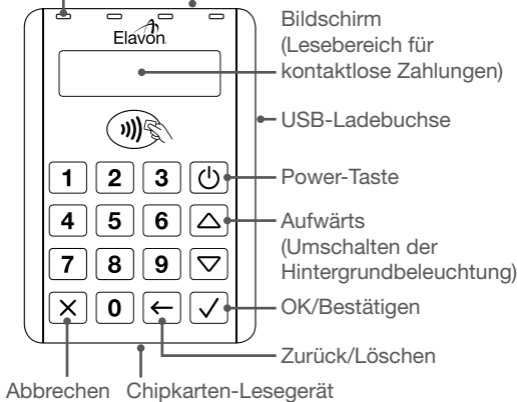 Elavon
Bildschirm
(Lesebereich für
kontaktlose Zahlungen)
USB-Ladebuchse
1 2 3
Power-Taste
4 5 6
Aufwärts
(Umschalten der
Hintergrundbeleuchtung)
7 8 9
0
OK/Bestätigen
Zurück/Löschen
Abbrechen Chipkarten-Lesegerät